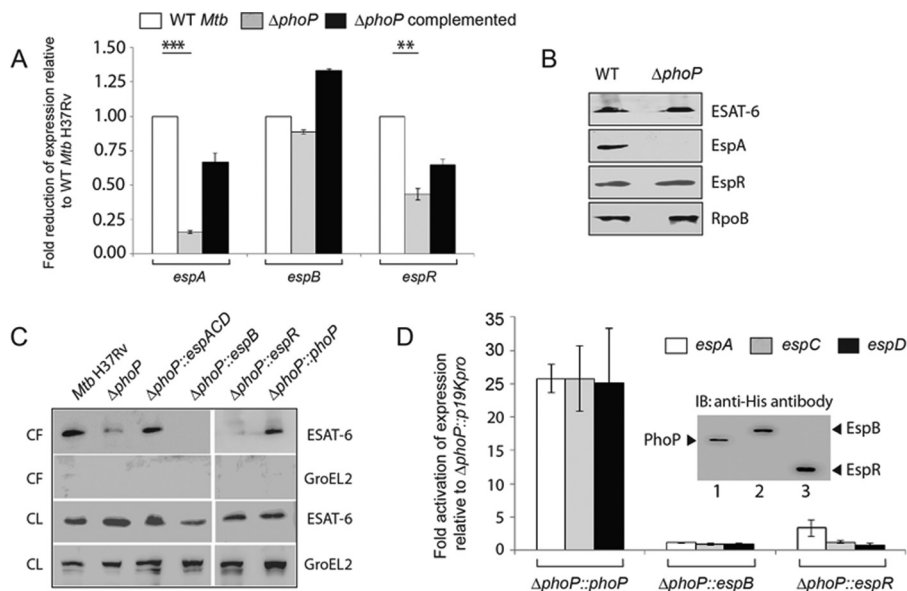 WT Mtb ΔphoP ΔphoP complemented
A
Fold reduction of expression relative
to WT Mtb H37Rv
1.50
1.25
1.00
0.75
0.50
0.25
0.00
***
**
espA espB espR
B
WT ΔphoP
ESAT-6
EspA
EspR
RpoB
C
Mtb H37Rv
ΔphoP
ΔphoP::espACD
ΔphoP::espB
ΔphoP::espR
ΔphoP::phoP
CF ESAT-6
CF GroEL2
CL ESAT-6
CL GroEL2
D
Fold activation of expression
relative to ΔphoP::p19Kpro
35
30
25
20
15
10
5
0
espA espC espD
IB: anti-His antibody
PhoP
EspB
EspR
1 2 3
ΔphoP::phoP ΔphoP::espB ΔphoP::espR